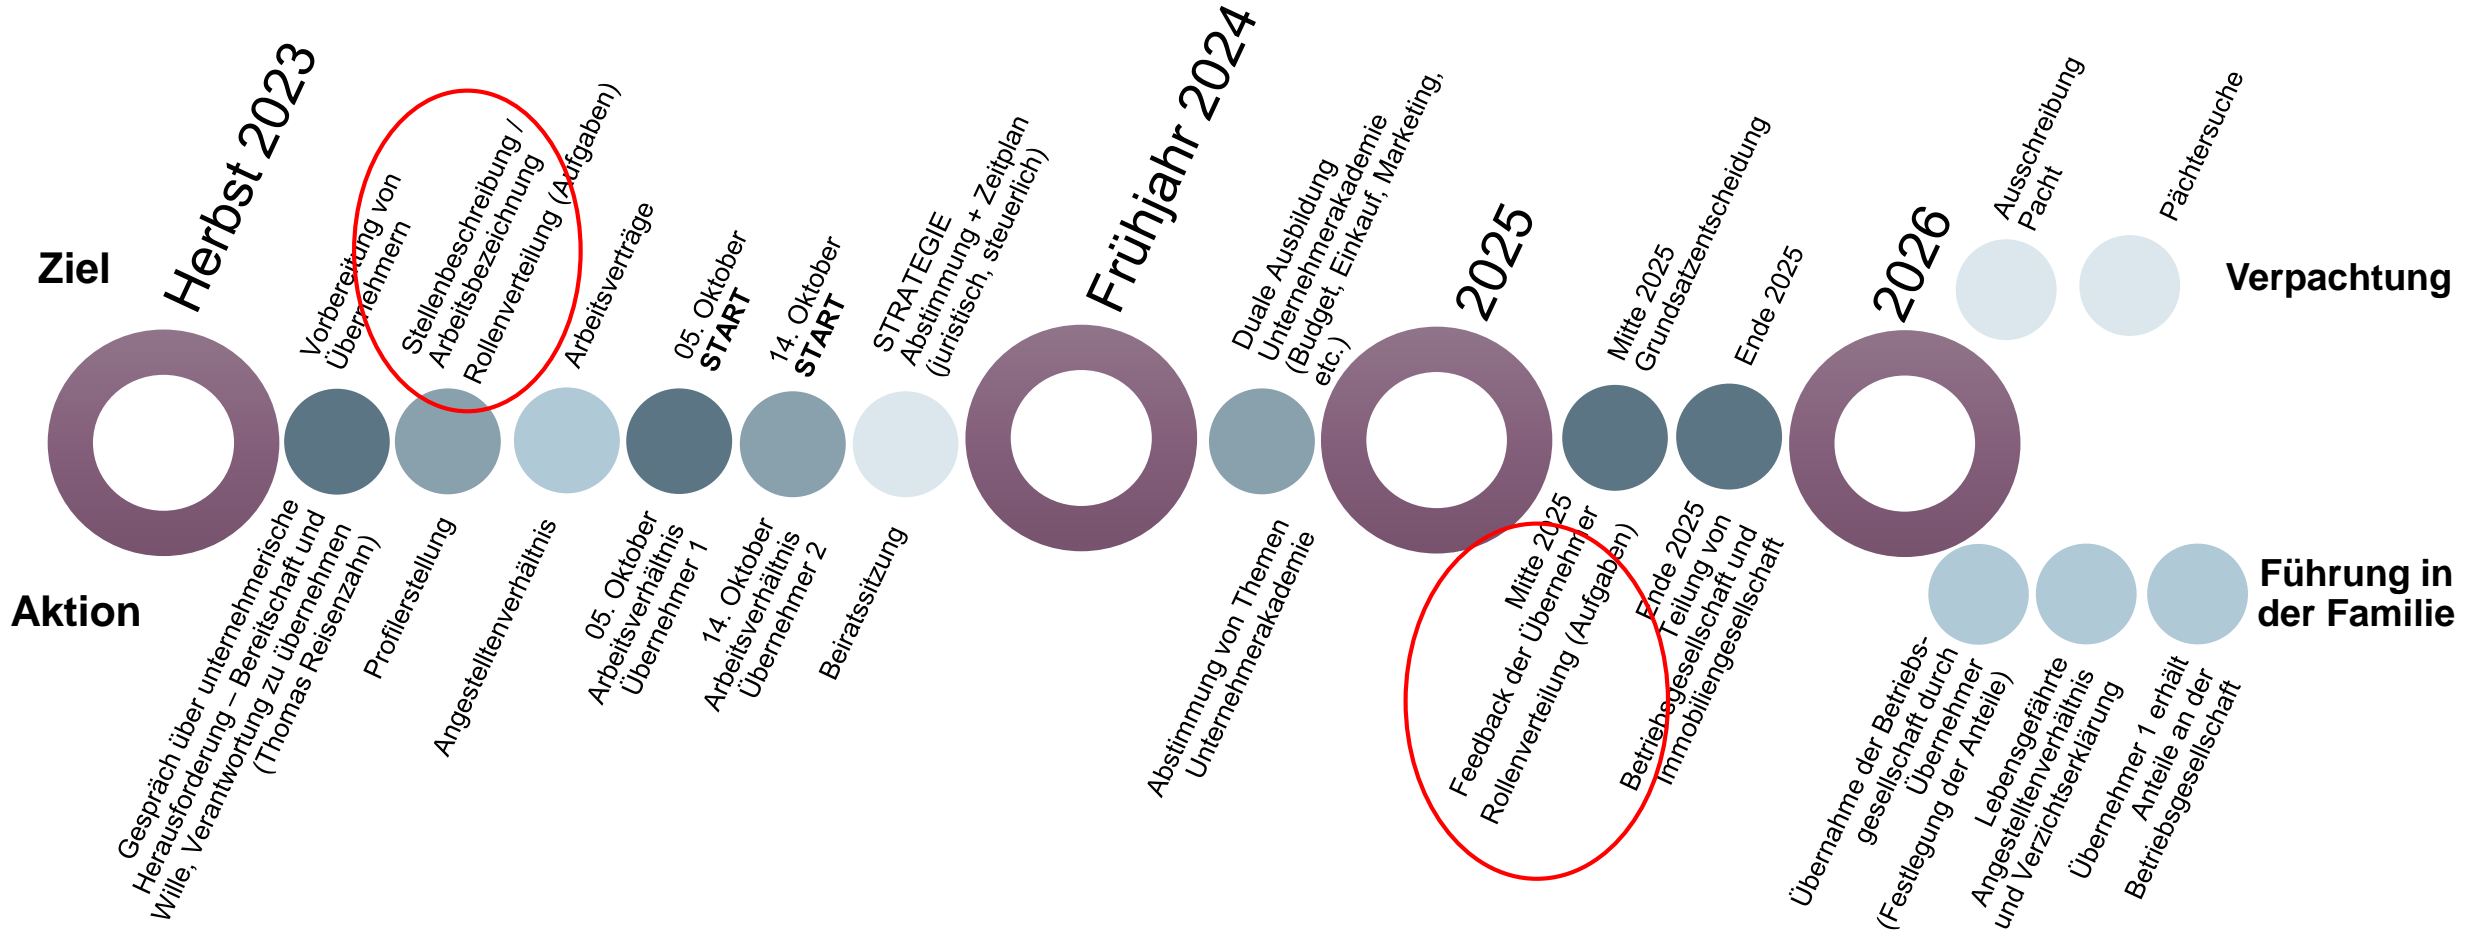 Ziel
Herbst 2023
Vorbereitung von
Übernehmern
Stellenbeschreibung /
Arbeitsbezeichnung
Rollenverteilung (Aufgaben)
Arbeitsverträge
05. Oktober
START
14. Oktober
START
STRATEGIE
Abstimmung + Zeitplan
(juristisch, steuerlich)
Frühjahr 2024
Duale Ausbildung
Unternehmerakademie
(Budget, Einkauf, Marketing,
etc.)
2025
Mitte 2025
Grundsatzentscheidung
Ende 2025
2026
Ausschreibung
Pacht
Pächtersuche
Verpachtung
Aktion
Gespräch über unternehmerische
Herausforderung – Bereitschaft und
Wille, Verantwortung zu übernehmen
(Thomas Reisenzahn)
Profilerstellung
Angestelltenverhältnis
05. Oktober
Arbeitsverhältnis
Übernehmer 1
14. Oktober
Arbeitsverhältnis
Übernehmer 2
Beiratssitzung
Abstimmung von Themen
Unternehmerakademie
Mitte 2025
Feedback der Übernehmer
Rollenverteilung (Aufgaben)
Ende 2025
Teilung von
Betriebsgesellschaft und
Immobiliengesellschaft
Übernahme der Betriebs-
gesellschaft durch
Übernehmer
(Festlegung der Anteile)
Lebensgefährte
Angestelltenverhältnis
und Verzichtserklärung
Übernehmer 1 erhält
Anteile an der
Betriebsgesellschaft
Führung in
der Familie